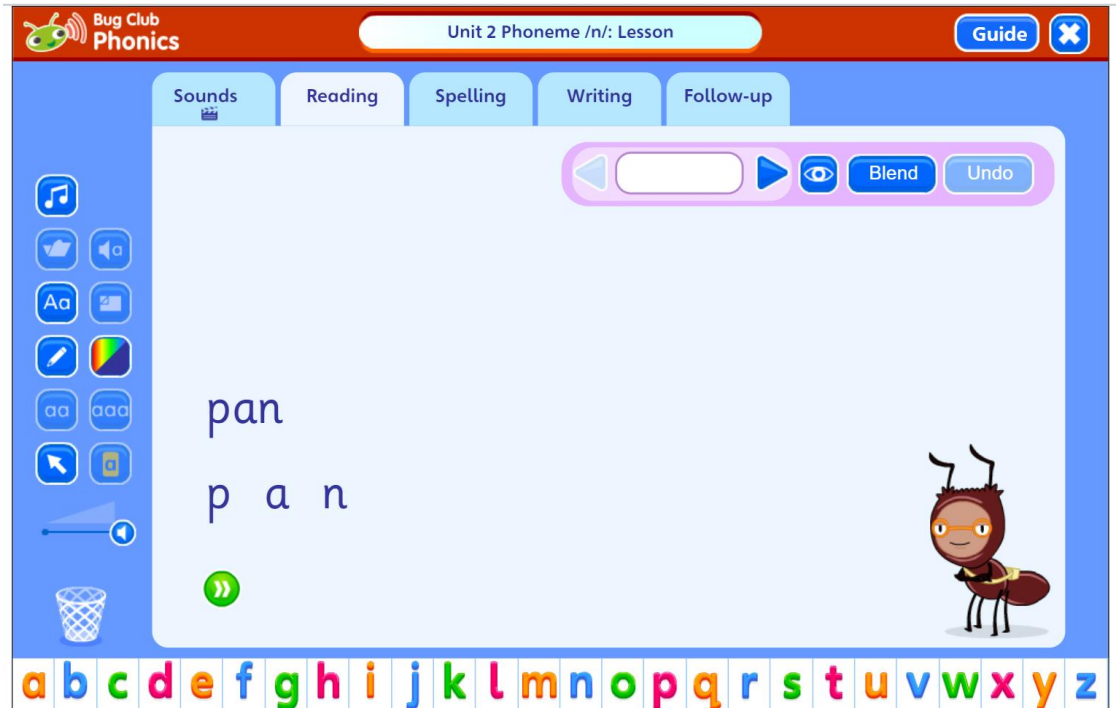 Bug Club
Phonics
Unit 2 Phoneme /n/: Lesson
Guide
Sounds Reading Spelling Writing Follow-up
Blend Undo
a
Aa
aa aaa
a
pan
p a n
a b c d e f g h i j k l m n o p q r s t u v w x y z